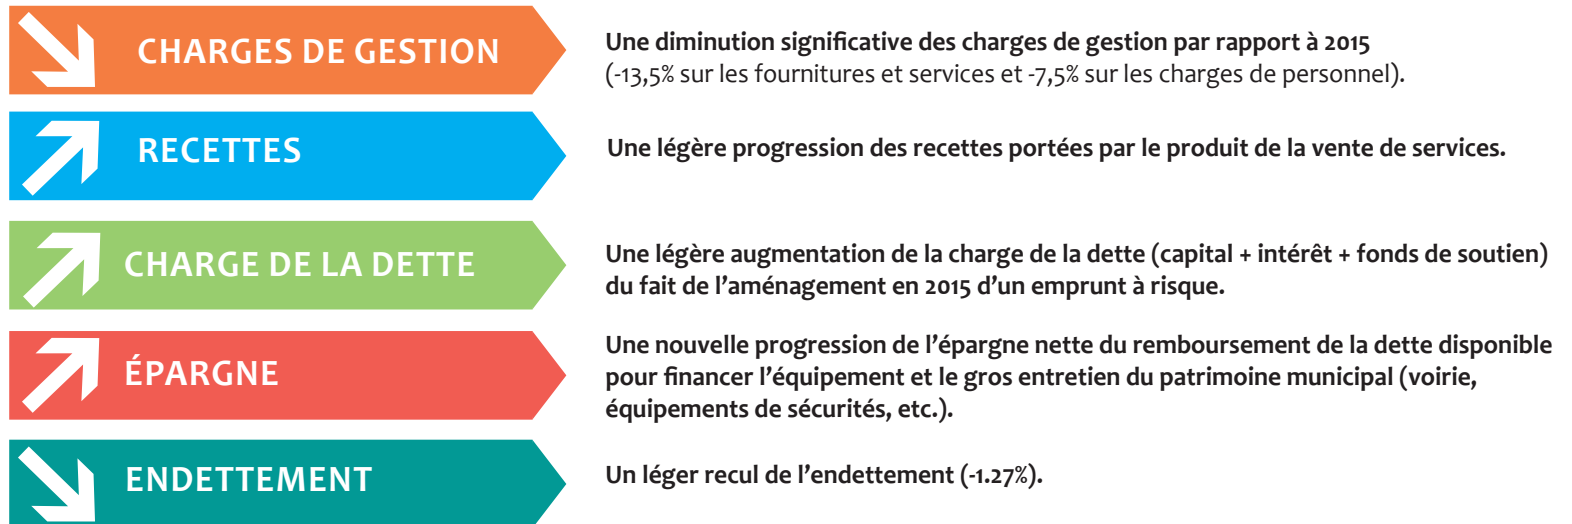 CHARGES DE GESTION
Une diminution significative des charges de gestion par rapport à 2015
(-13,5% sur les fournitures et services et -7,5% sur les charges de personnel).
RECETTES
Une légère progression des recettes portées par le produit de la vente de services.
CHARGE DE LA DETTE
Une légère augmentation de la charge de la dette (capital + intérêt + fonds de soutien)
du fait de l’aménagement en 2015 d’un emprunt à risque.
ÉPARGNE
Une nouvelle progression de l’épargne nette du remboursement de la dette disponible
pour financer l’équipement et le gros entretien du patrimoine municipal (voirie,
équipements de sécurités, etc.).
ENDETTEMENT
Un léger recul de l’endettement (-1.27%).